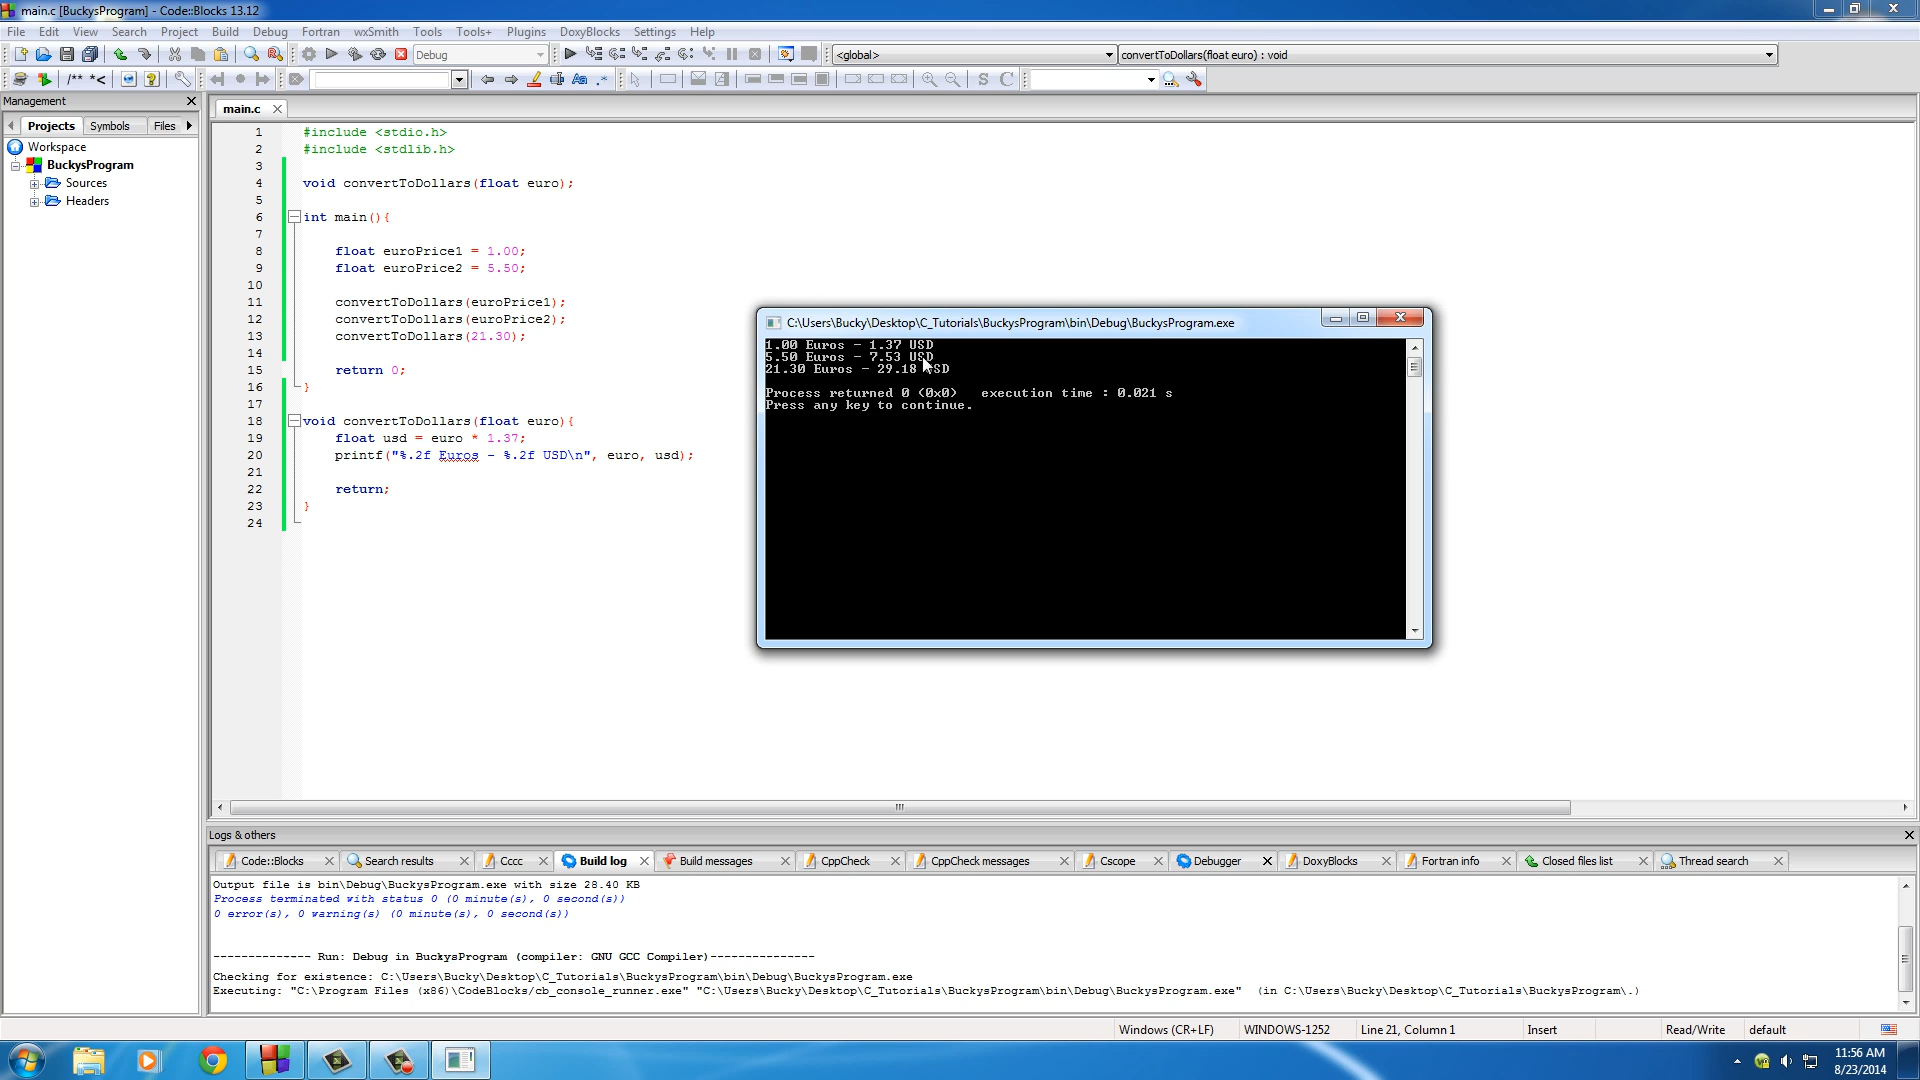 main.c [BuckysProgram] - Code::Blocks 13.12
File Edit View Search Project Build Debug Fortran wxSmith Tools Tools+ Plugins DoxyBlocks Settings Help
Debug <global> convertToDollars(float euro) : void
/** *<
Management
main.c
Projects Symbols Files
Workspace
BuckysProgram
Sources
Headers
1 #include <stdio.h>
2 #include <stdlib.h>
3
4 void convertToDollars(float euro);
5
6 int main(){
7
8 float euroPrice1 = 1.00;
9 float euroPrice2 = 5.50;
10
11 convertToDollars(euroPrice1);
12 convertToDollars(euroPrice2);
13 convertToDollars(21.30);
14
15 return 0;
16 }
17
18 void convertToDollars(float euro){
19 float usd = euro * 1.37;
20 printf("%.2f Euros - %.2f USD\n", euro, usd);
21
22 return;
23 }
24
C:\Users\Bucky\Desktop\C_Tutorials\BuckysProgram\bin\Debug\BuckysProgram.exe
1.00 Euros - 1.37 USD
5.50 Euros - 7.53 USD
21.30 Euros - 29.18 USD
Process returned 0 (0x0) execution time : 0.021 s
Press any key to continue.
Logs & others
Code::Blocks Search results Cccc Build log Build messages CppCheck CppCheck messages Cscope Debugger DoxyBlocks Fortran info Closed files list Thread search
Output file is bin\Debug\BuckysProgram.exe with size 28.40 KB
Process terminated with status 0 (0 minute(s), 0 second(s))
0 error(s), 0 warning(s) (0 minute(s), 0 second(s))
-------------- Run: Debug in BuckysProgram (compiler: GNU GCC Compiler)---------------
Checking for existence: C:\Users\Bucky\Desktop\C_Tutorials\BuckysProgram\bin\Debug\BuckysProgram.exe
Executing: "C:\Program Files (x86)\CodeBlocks/cb_console_runner.exe" "C:\Users\Bucky\Desktop\C_Tutorials\BuckysProgram\bin\Debug\BuckysProgram.exe" (in C:\Users\Bucky\Desktop\C_Tutorials\BuckysProgram\.)
Windows (CR+LF) WINDOWS-1252 Line 21, Column 1 Insert Read/Write default
11:56 AM
8/23/2014